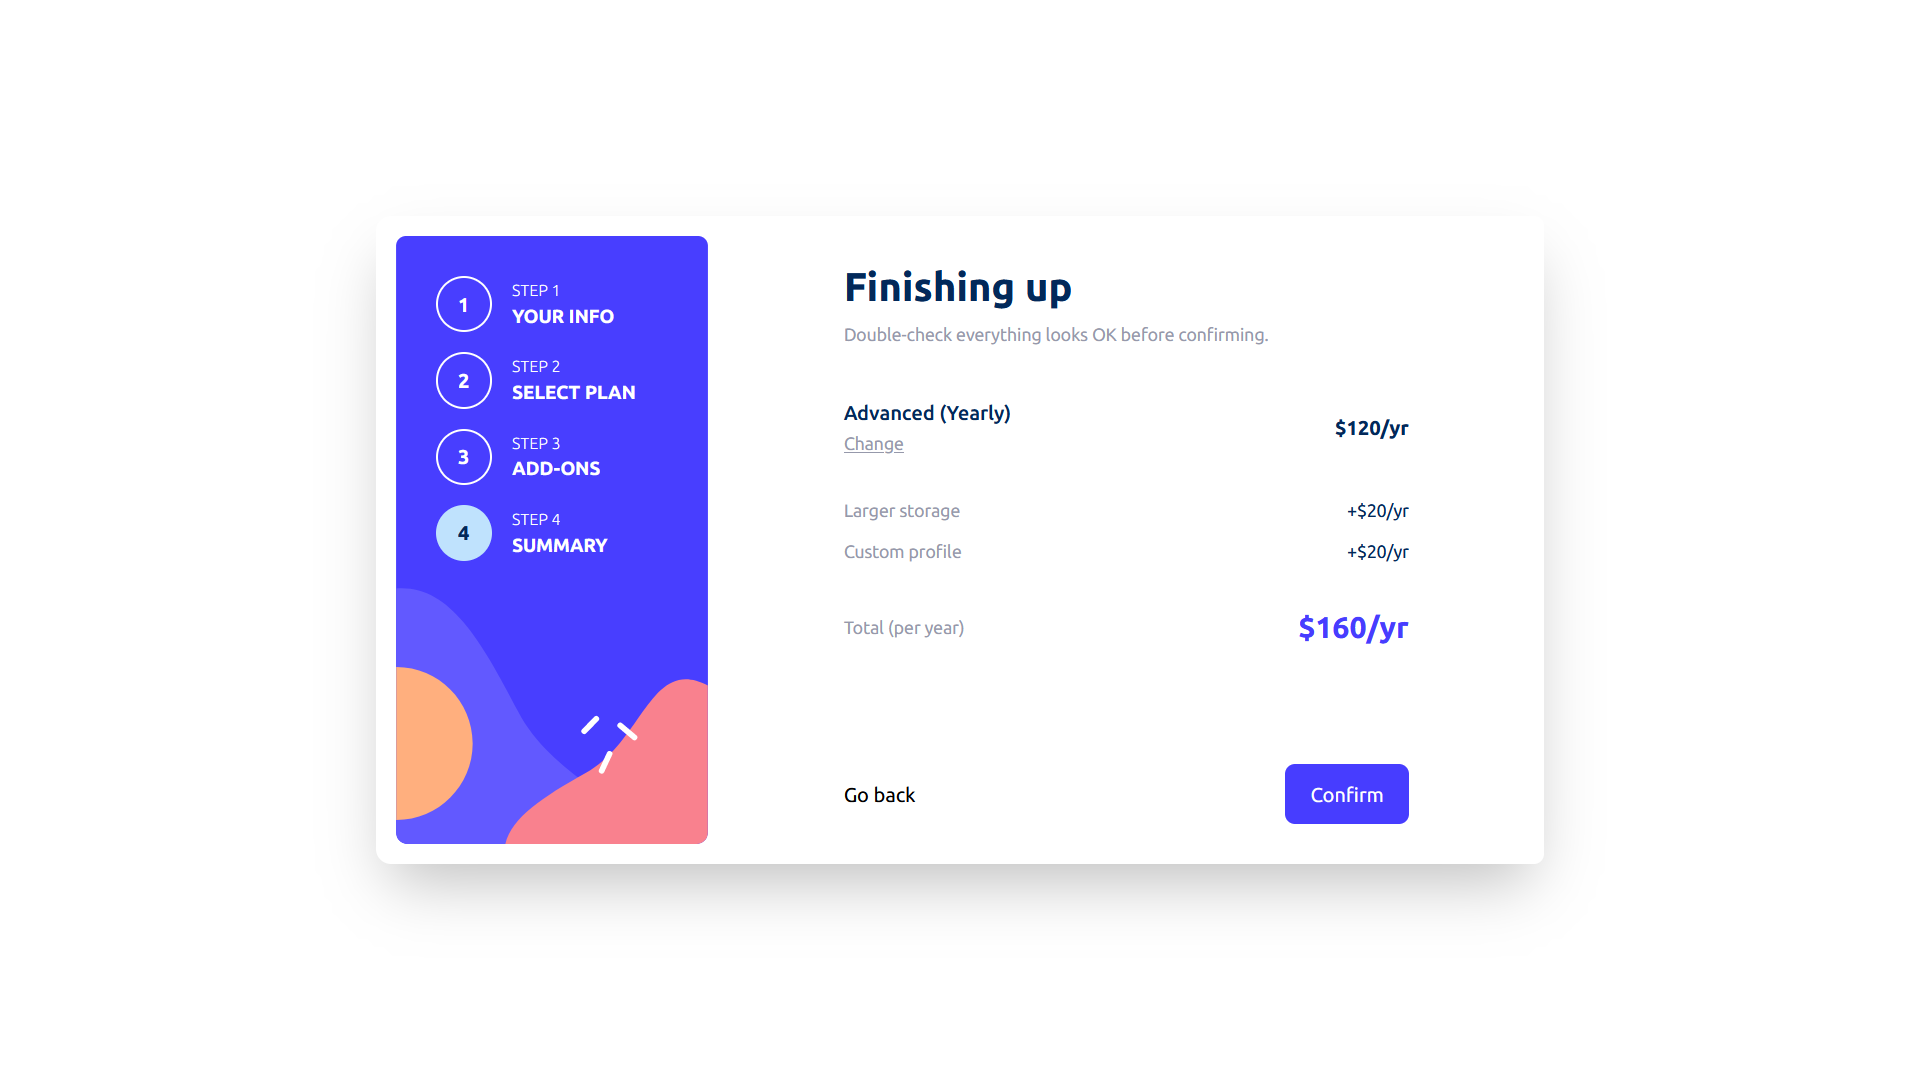 1
STEP 1
YOUR INFO
2
STEP 2
SELECT PLAN
3
STEP 3
ADD-ONS
4
STEP 4
SUMMARY
Finishing up
Double-check everything looks OK before confirming.
Advanced (Yearly)
Change
$120/yr
Larger storage +$20/yr
Custom profile +$20/yr
Total (per year) $160/yr
Go back Confirm